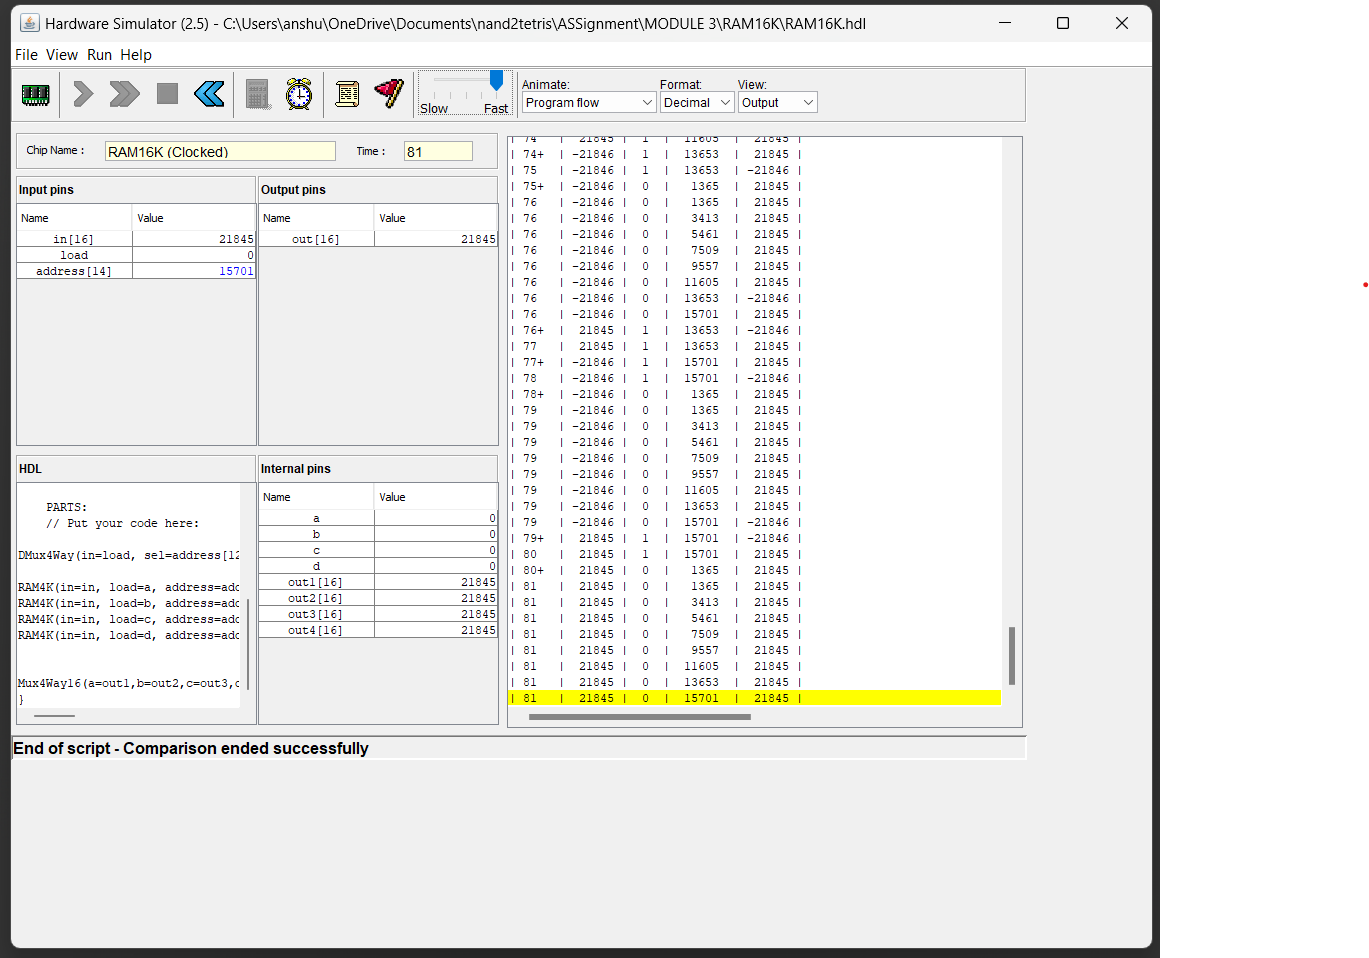 Hardware Simulator (2.5) - C:\Users\anshu\OneDrive\Documents\nand2tetris\ASSignment\MODULE 3\RAM16K\RAM16K.hdl
File View Run Help
Slow Fast
Animate: Format: View:
Program flow Decimal Output
Chip Name : RAM16K (Clocked) Time : 81
Input pins
Name Value
in[16] 21845
load 0
address[14] 15701
Output pins
Name Value
out[16] 21845
HDL
PARTS:
// Put your code here:
DMux4Way(in=load, sel=address[12
RAM4K(in=in, load=a, address=add
RAM4K(in=in, load=b, address=add
RAM4K(in=in, load=c, address=add
RAM4K(in=in, load=d, address=add
Mux4Way16(a=out1,b=out2,c=out3,d
}
Internal pins
Name Value
a 0
b 0
c 0
d 0
out1[16] 21845
out2[16] 21845
out3[16] 21845
out4[16] 21845
| 74 | 21845 | 1 | 11605 | 21845 |
| 74+ | -21846 | 1 | 13653 | 21845 |
| 75 | -21846 | 1 | 13653 | -21846 |
| 75+ | -21846 | 0 | 1365 | 21845 |
| 76 | -21846 | 0 | 1365 | 21845 |
| 76 | -21846 | 0 | 3413 | 21845 |
| 76 | -21846 | 0 | 5461 | 21845 |
| 76 | -21846 | 0 | 7509 | 21845 |
| 76 | -21846 | 0 | 9557 | 21845 |
| 76 | -21846 | 0 | 11605 | 21845 |
| 76 | -21846 | 0 | 13653 | -21846 |
| 76 | -21846 | 0 | 15701 | 21845 |
| 76+ | 21845 | 1 | 13653 | -21846 |
| 77 | 21845 | 1 | 13653 | 21845 |
| 77+ | -21846 | 1 | 15701 | 21845 |
| 78 | -21846 | 1 | 15701 | -21846 |
| 78+ | -21846 | 0 | 1365 | 21845 |
| 79 | -21846 | 0 | 1365 | 21845 |
| 79 | -21846 | 0 | 3413 | 21845 |
| 79 | -21846 | 0 | 5461 | 21845 |
| 79 | -21846 | 0 | 7509 | 21845 |
| 79 | -21846 | 0 | 9557 | 21845 |
| 79 | -21846 | 0 | 11605 | 21845 |
| 79 | -21846 | 0 | 13653 | 21845 |
| 79 | -21846 | 0 | 15701 | -21846 |
| 79+ | 21845 | 1 | 15701 | -21846 |
| 80 | 21845 | 1 | 15701 | 21845 |
| 80+ | 21845 | 0 | 1365 | 21845 |
| 81 | 21845 | 0 | 1365 | 21845 |
| 81 | 21845 | 0 | 3413 | 21845 |
| 81 | 21845 | 0 | 5461 | 21845 |
| 81 | 21845 | 0 | 7509 | 21845 |
| 81 | 21845 | 0 | 9557 | 21845 |
| 81 | 21845 | 0 | 11605 | 21845 |
| 81 | 21845 | 0 | 13653 | 21845 |
| 81 | 21845 | 0 | 15701 | 21845 |
End of script - Comparison ended successfully